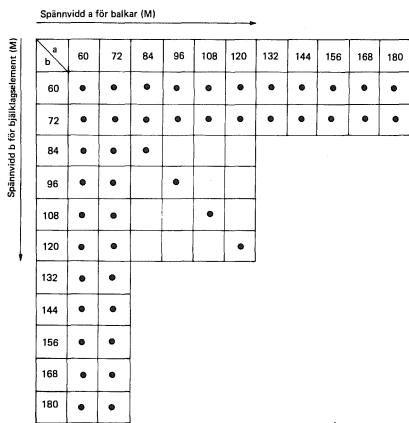 Spännvidd a för balkar (M)
Spännvidd b för bjälklagselement (M)
a
b
60 72 84 96 108 120 132 144 156 168 180
60
72
84
96
108
120
132
144
156
168
180